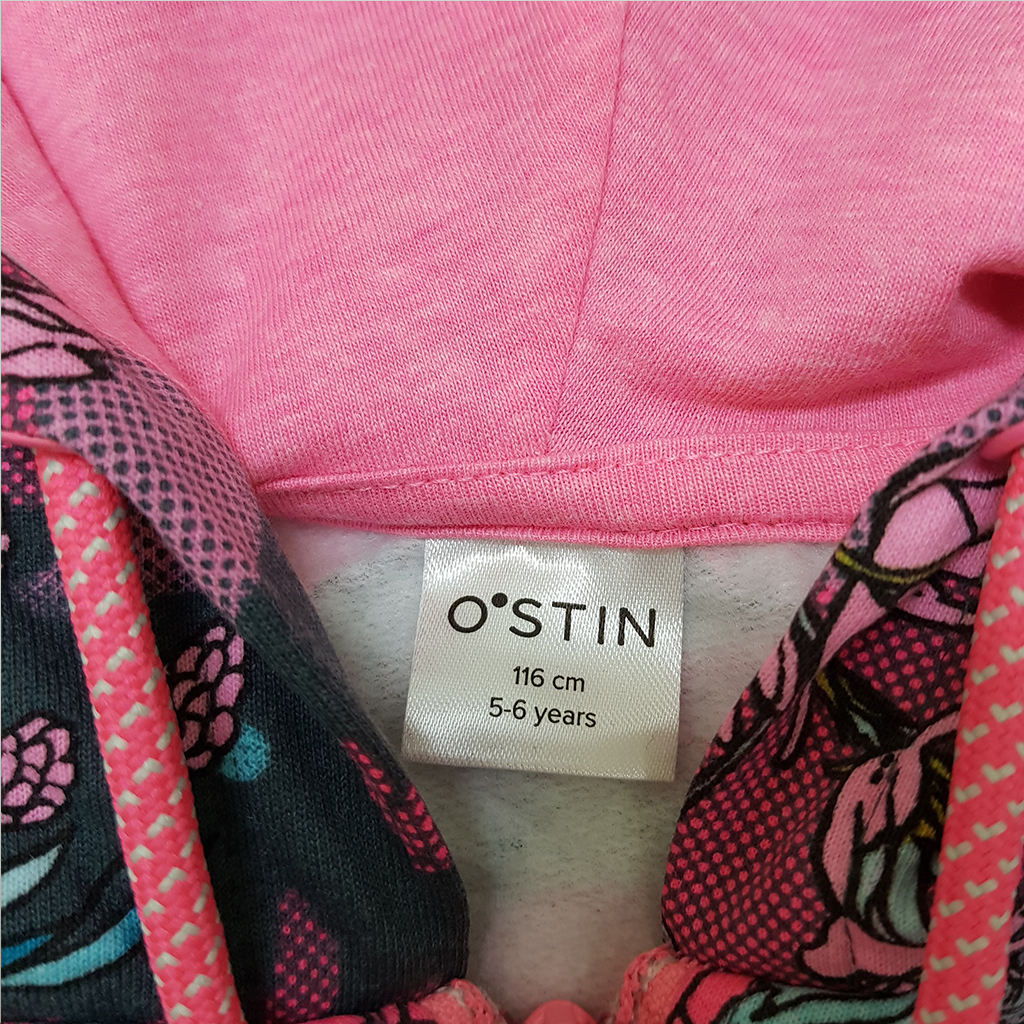 O•STIN
116 cm
5-6 years